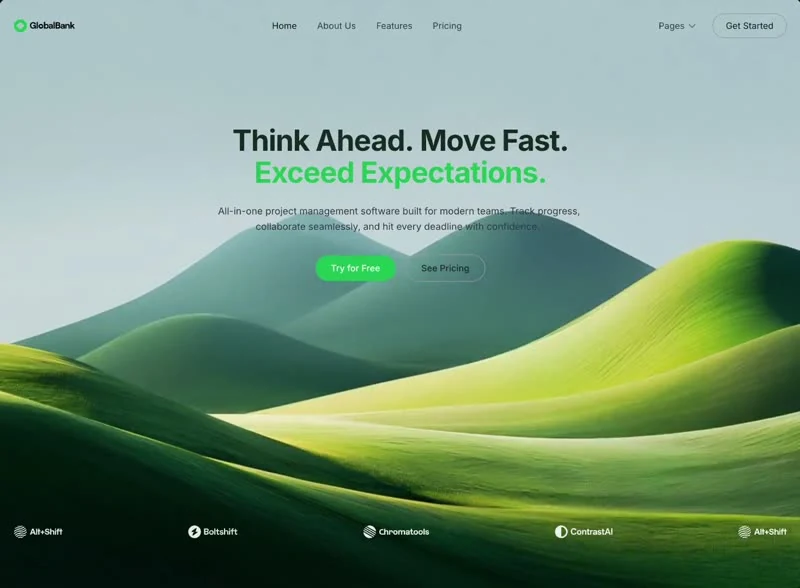 GlobalBank
Home
About Us
Features
Pricing
Pages
Get Started
Think Ahead. Move Fast.
Exceed Expectations.
All-in-one project management software built for modern teams. Track progress,
collaborate seamlessly, and hit every deadline with confidence.
Try for Free
See Pricing
Alt+Shift
Boltshift
Chromatools
ContrastAI
Alt+Shift